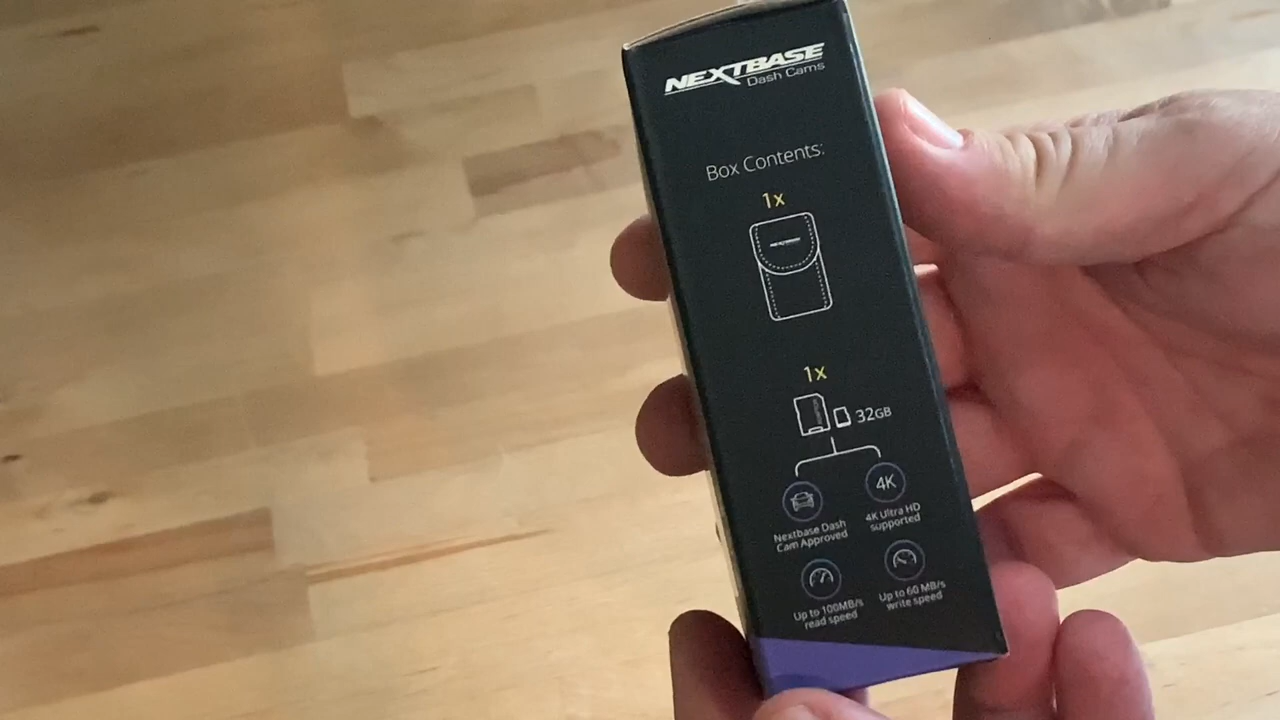 NEXTBASE
Dash Cams
Box Contents:
1x
NEXTBASE
1x
32GB
4K
Nextbase Dash
Cam Approved
4K Ultra HD
supported
Up to 100MB/s
read speed
Up to 60 MB/s
write speed